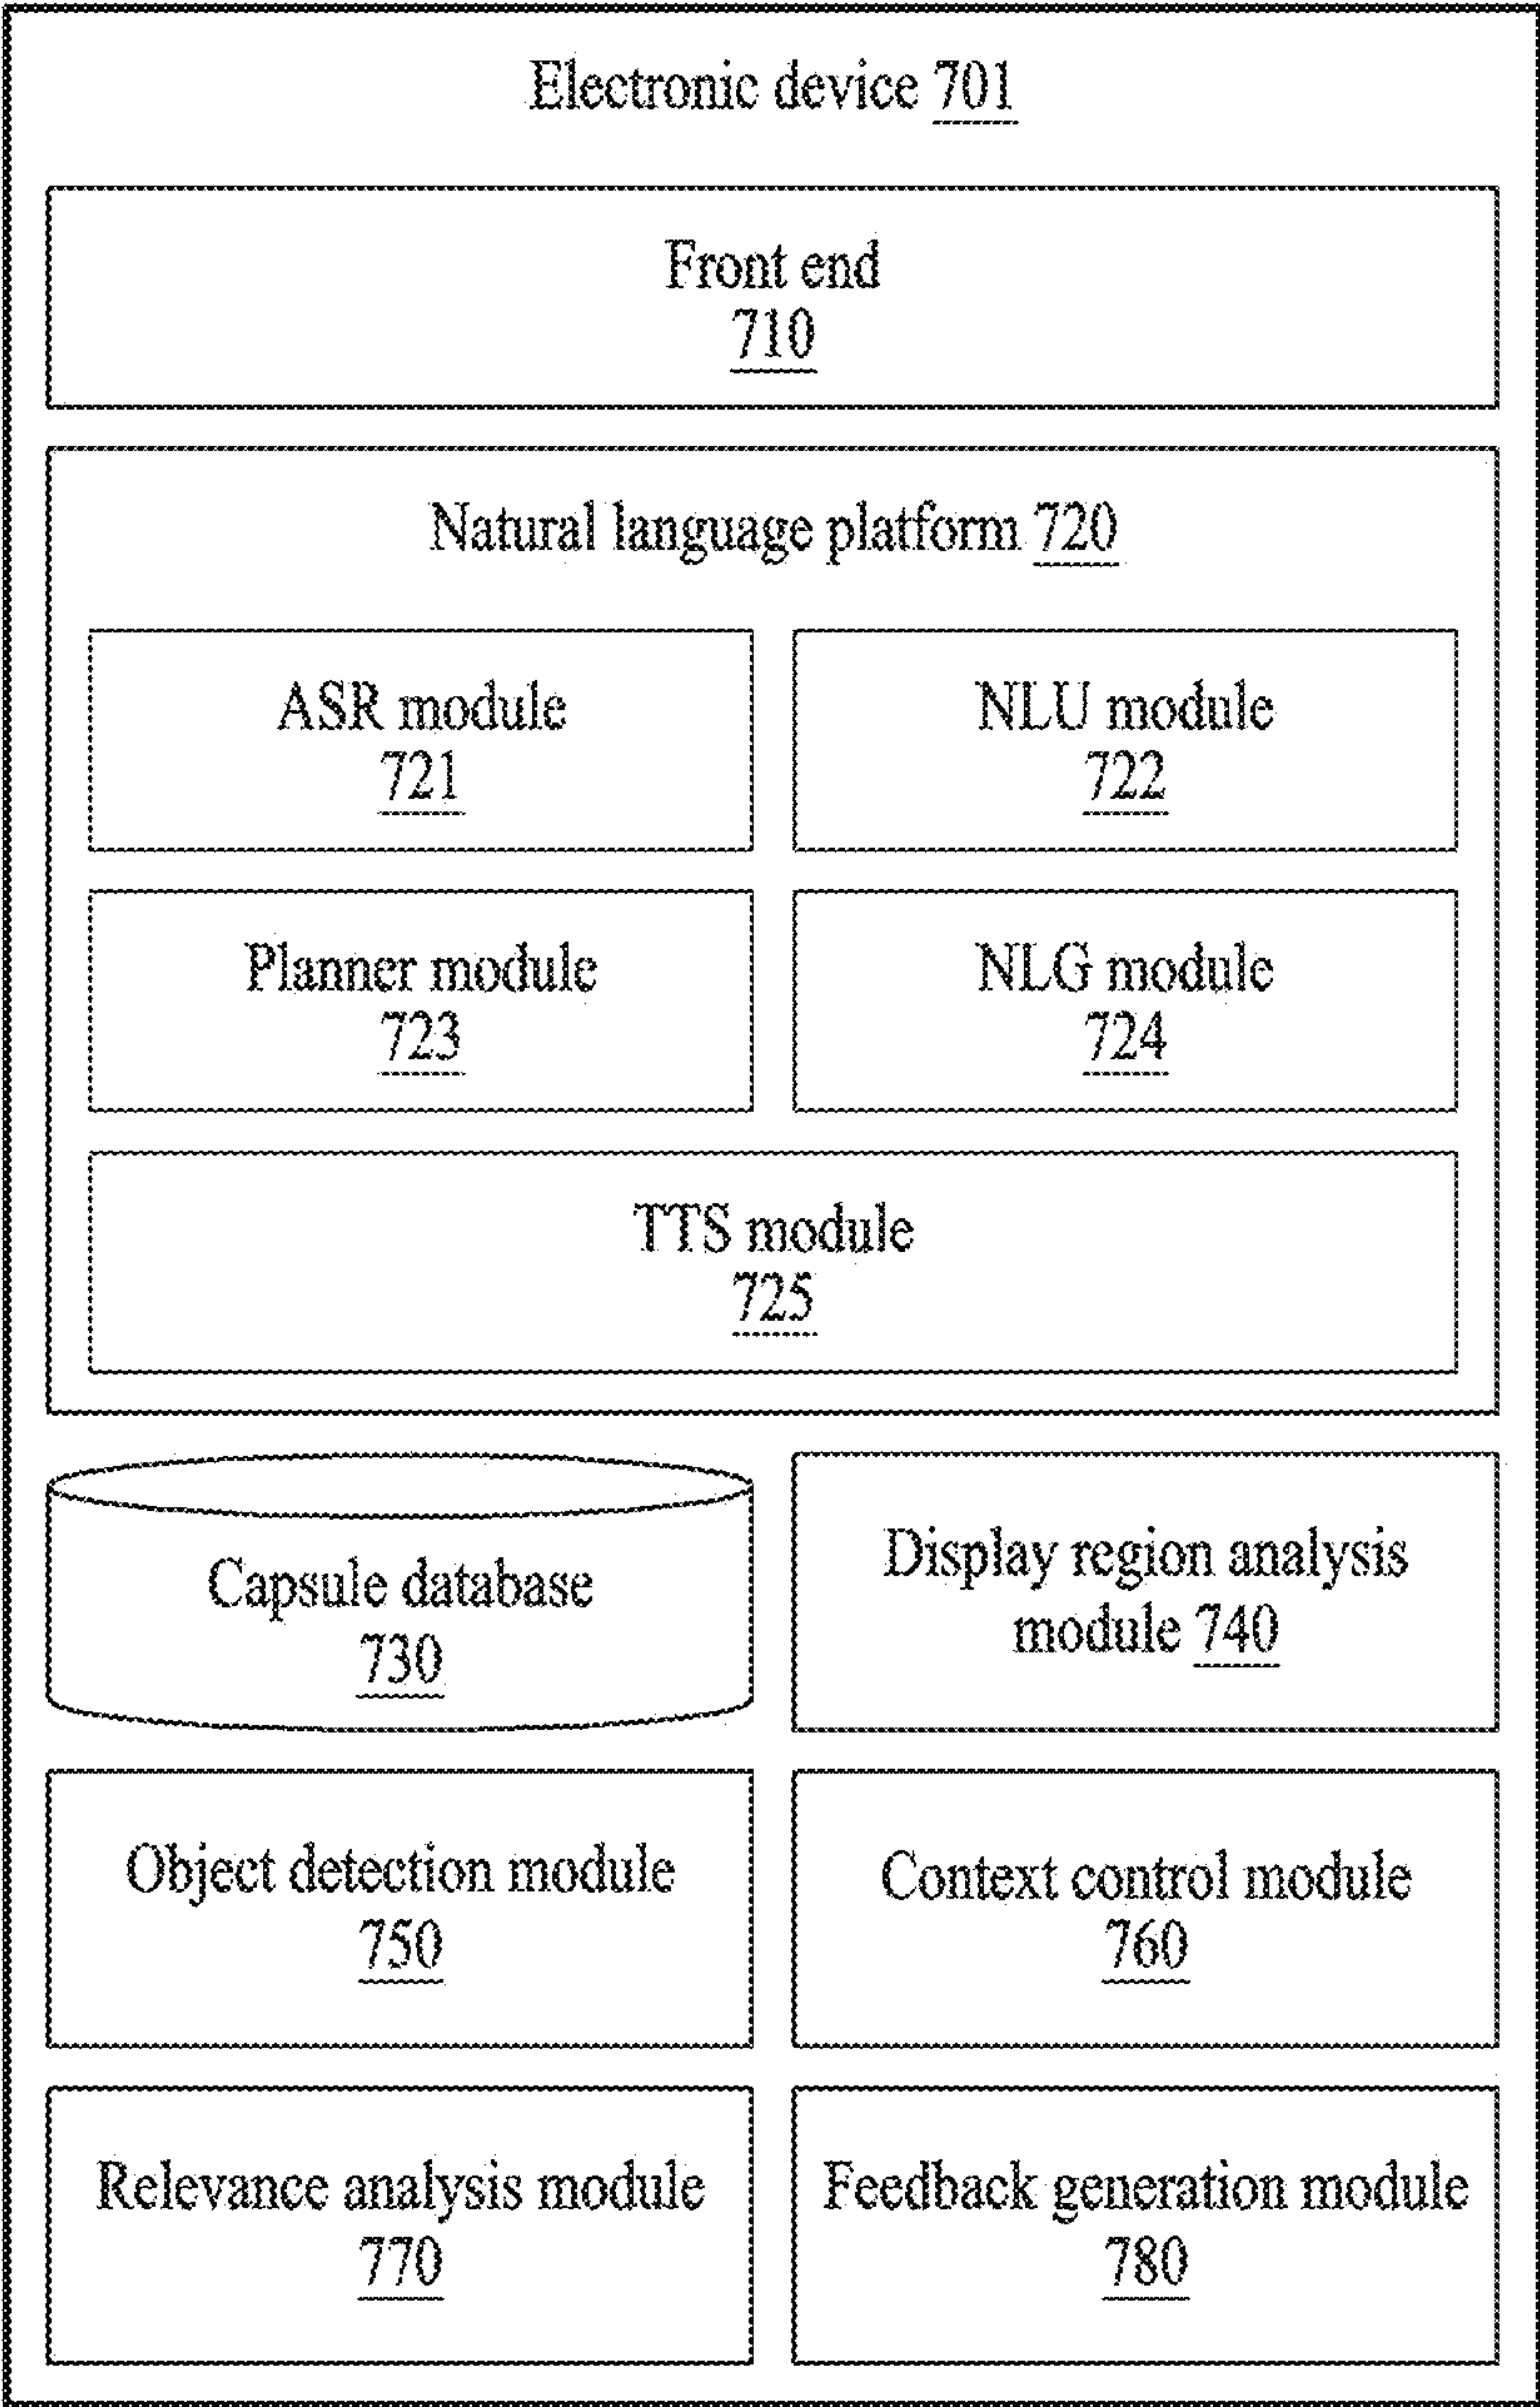 Electronic device 701
Front end
710
Natural language platform 720
ASR module
721
NLU module
722
Planner module
723
NLG module
724
TTS module
725
Capsule database
730
Display region analysis
module 740
Object detection module
750
Context control module
760
Relevance analysis module
770
Feedback generation module
780